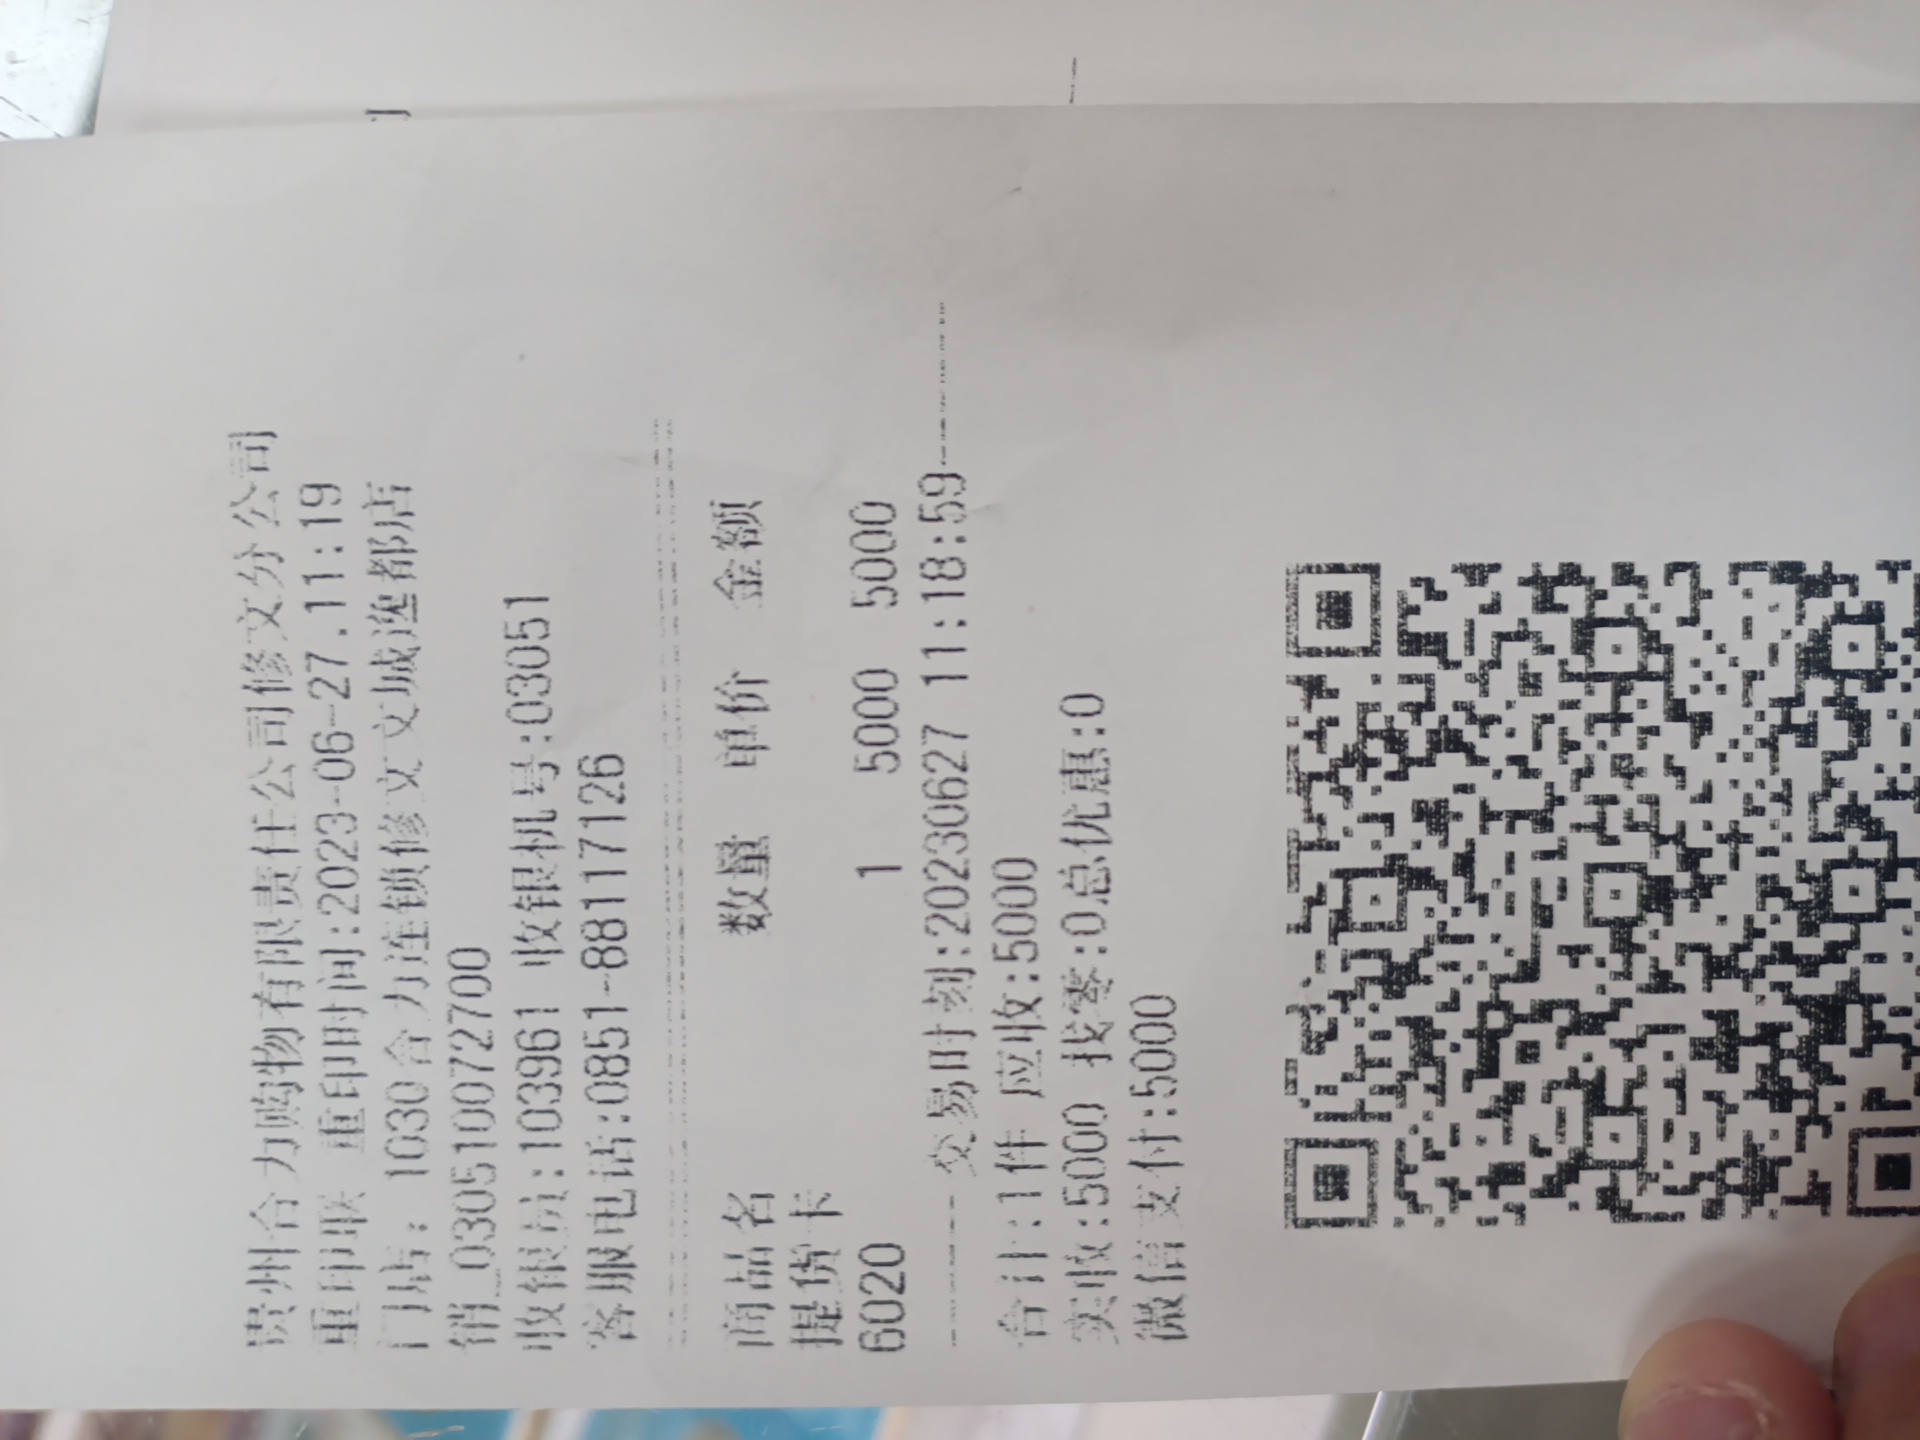 贵州合力购物有限责任公司修文分公司
重印联 重印时间:2023-06-27.11:19
门店: 1030合力连锁修文文城逸都店
销_0305100727​00
收银员:103961 收银机号:03051
客服电话:0851-88117126
商品名 数量 单价 金额
提货卡
6020 1 5000 5000
交易时刻:20230627 11:18:59
合计:1件 应收:5000
实收:5000 找零:0总优惠:0
微信支付:5000